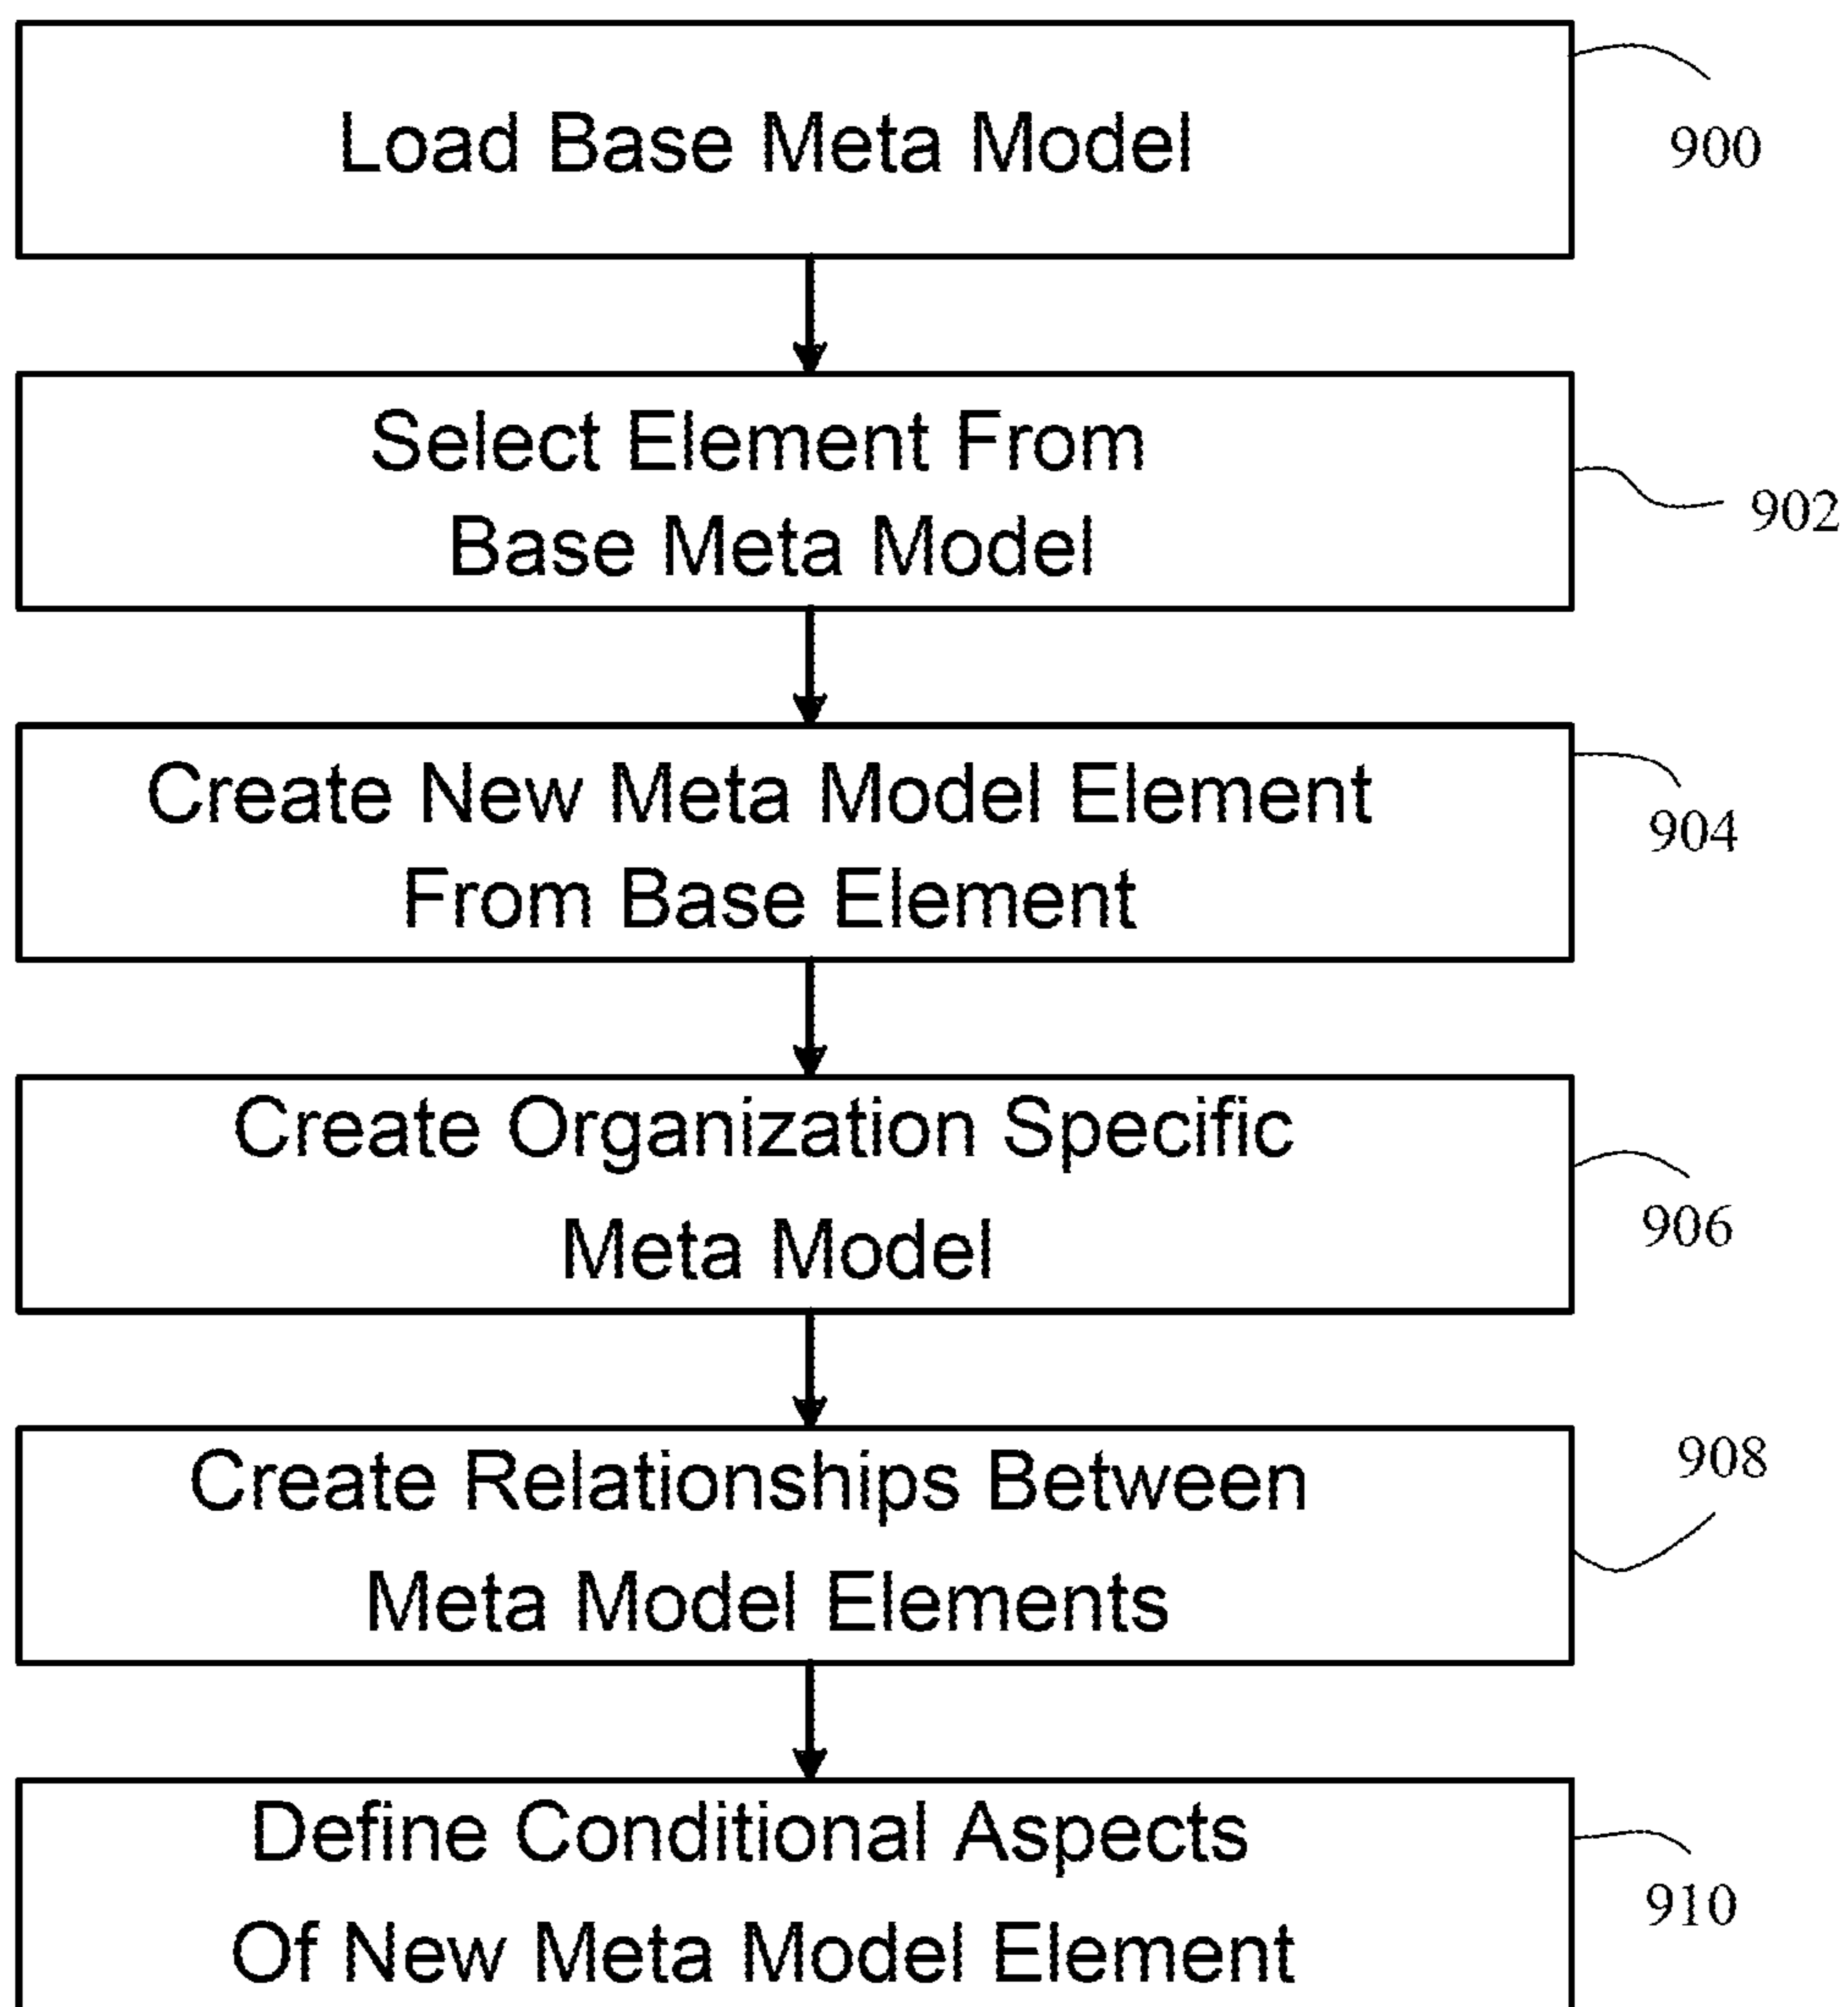 Load Base Meta Model
900
Select Element From
Base Meta Model
902
Create New Meta Model Element
From Base Element
904
Create Organization Specific
Meta Model
906
Create Relationships Between
Meta Model Elements
908
Define Conditional Aspects
Of New Meta Model Element
910